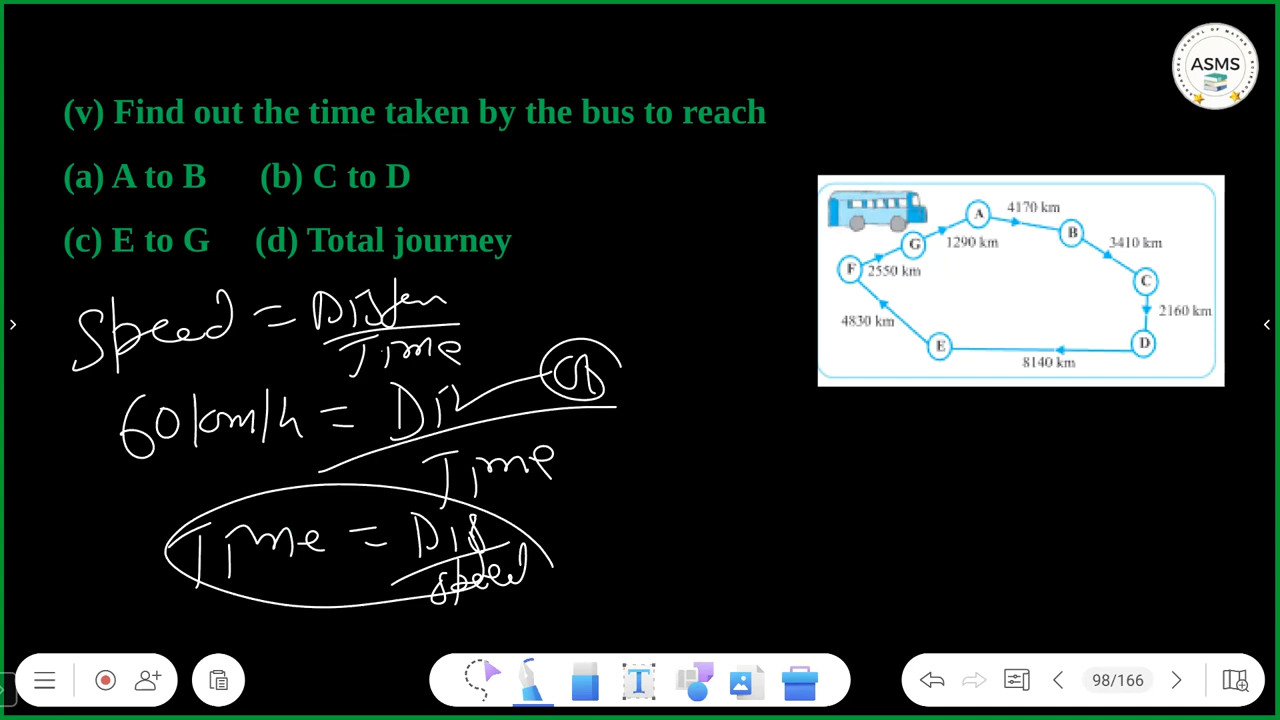 ASMS
(v) Find out the time taken by the bus to reach
(a) A to B (b) C to D
(c) E to G (d) Total journey
A 4170 km
B
G 1290 km
3410 km
F 2550 km
C
2160 km
4830 km
E
D
8140 km
Speed = Distan
Time
60 km/h = Dis
Time
Time = Dis
speed
98/166